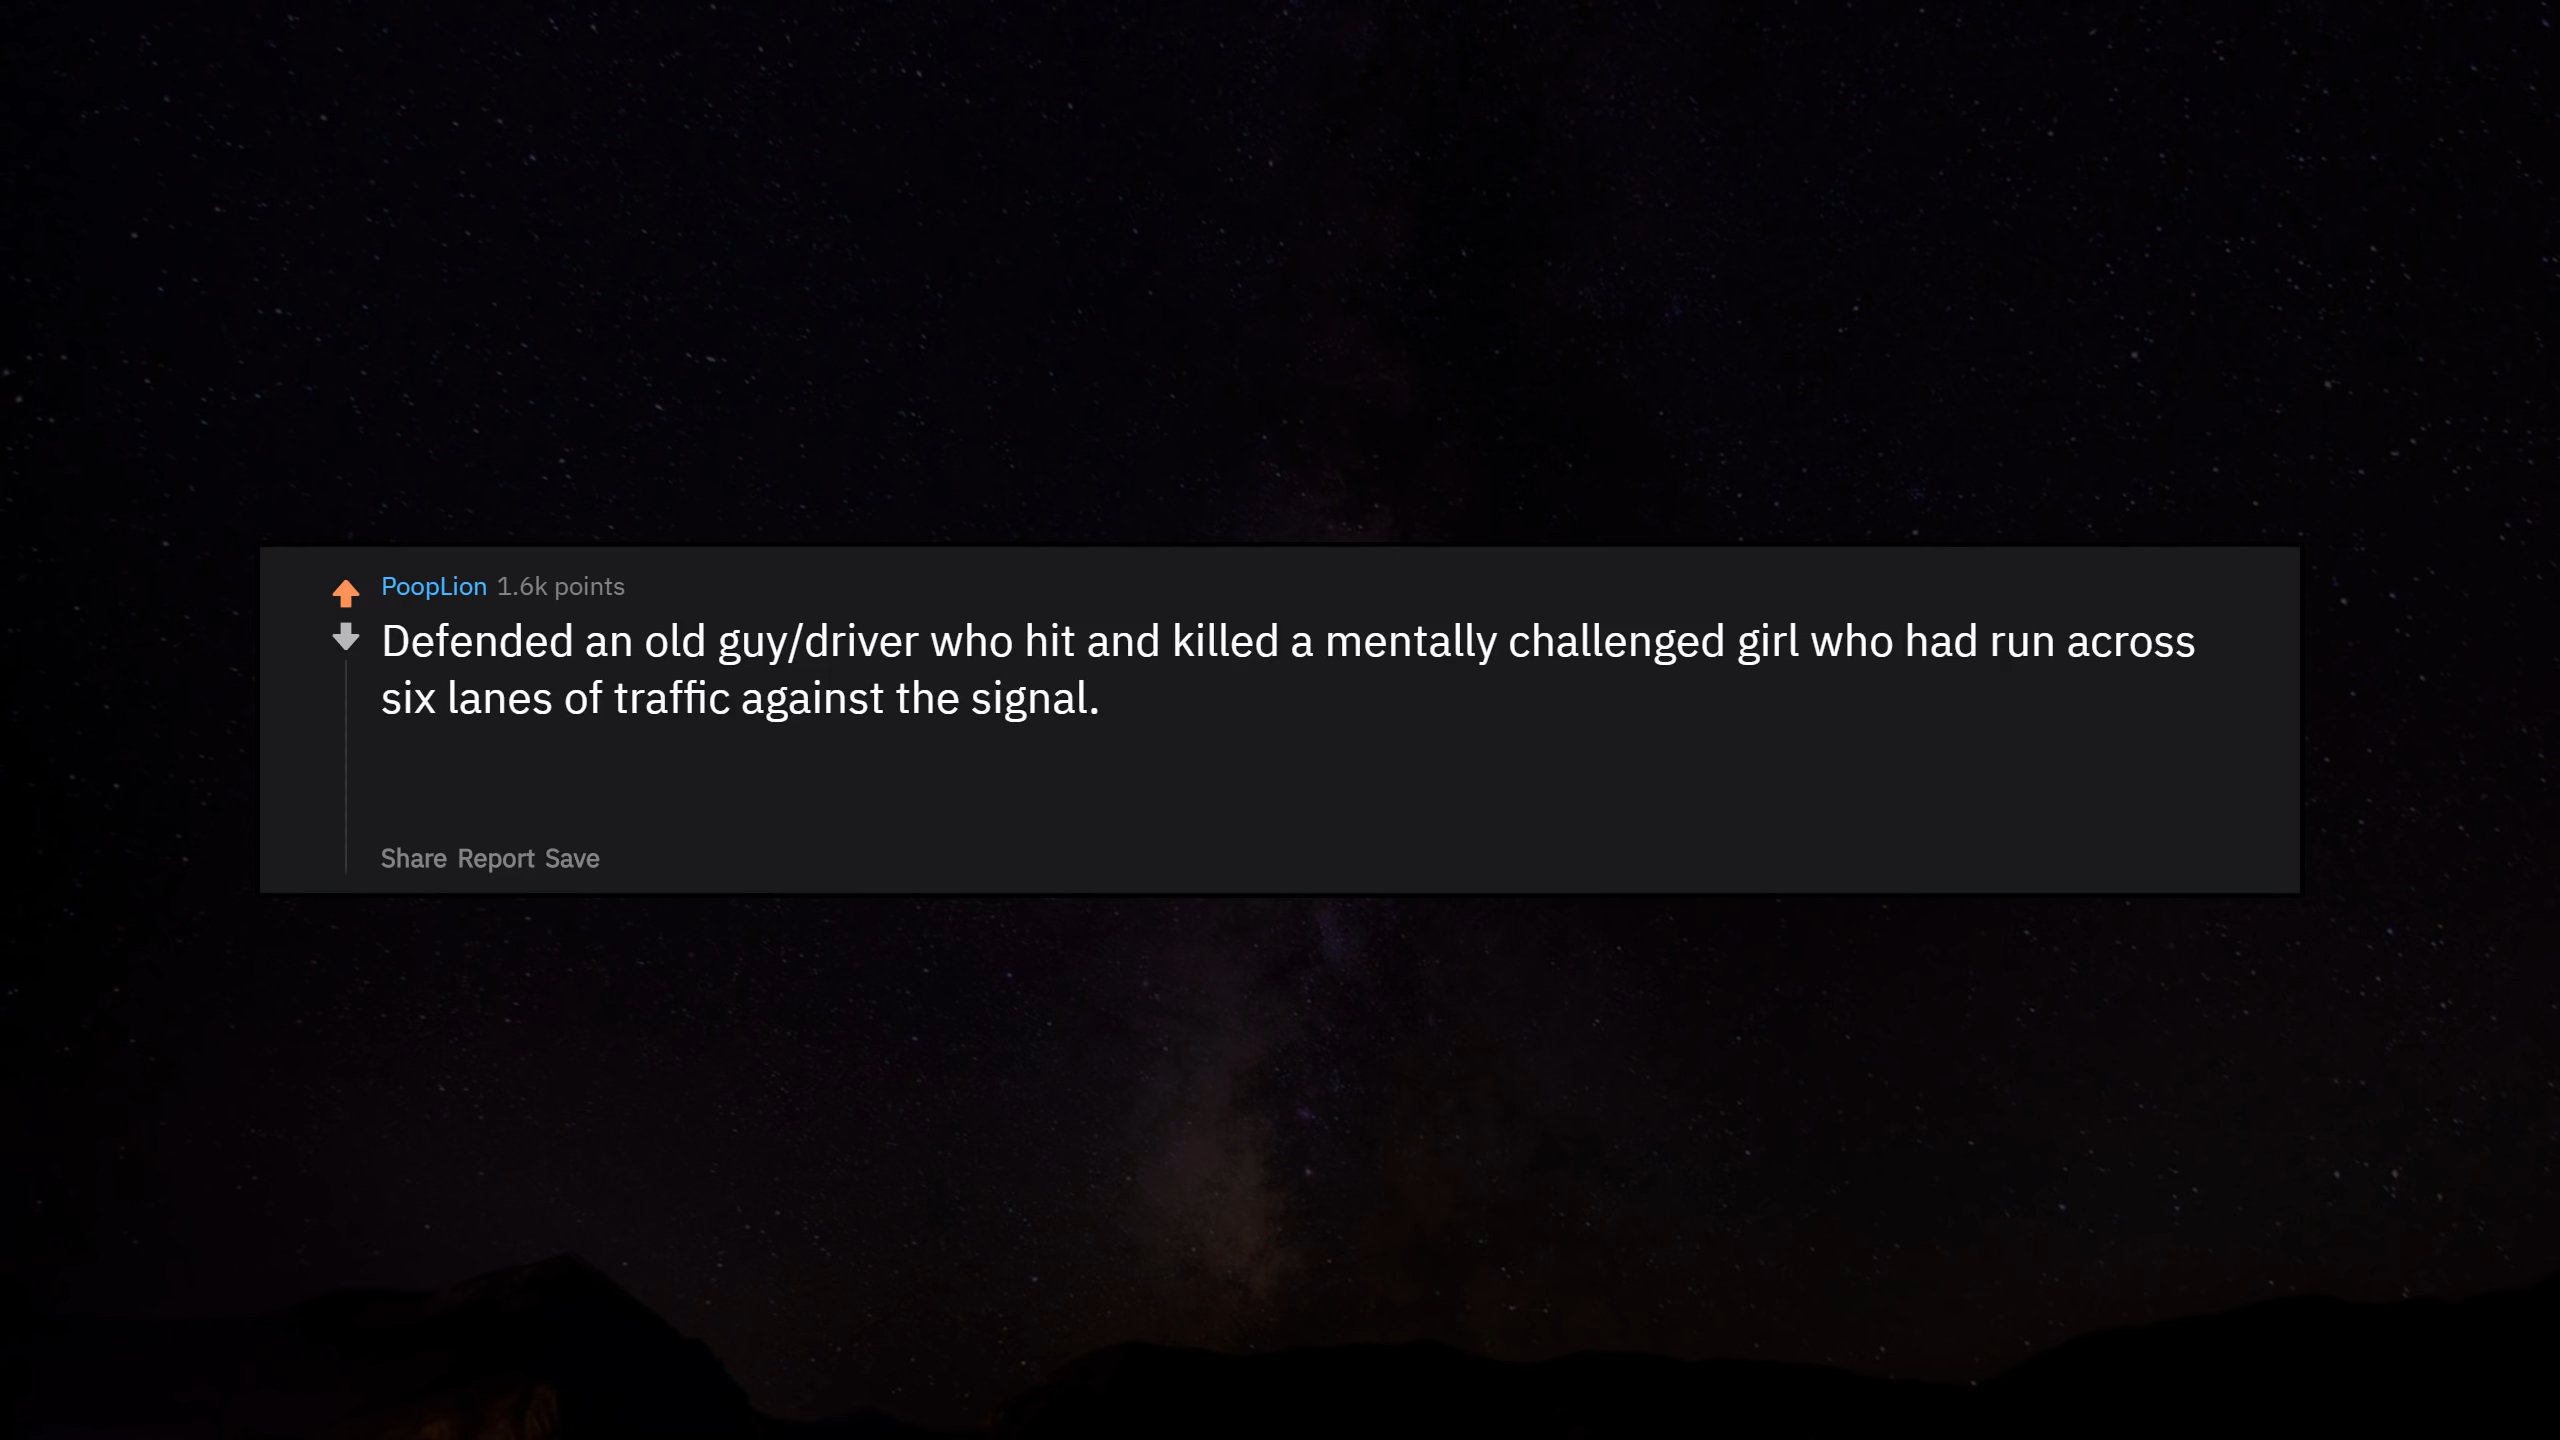 PoopLion 1.6k points
Defended an old guy/driver who hit and killed a mentally challenged girl who had run across
six lanes of traffic against the signal.
Share Report Save